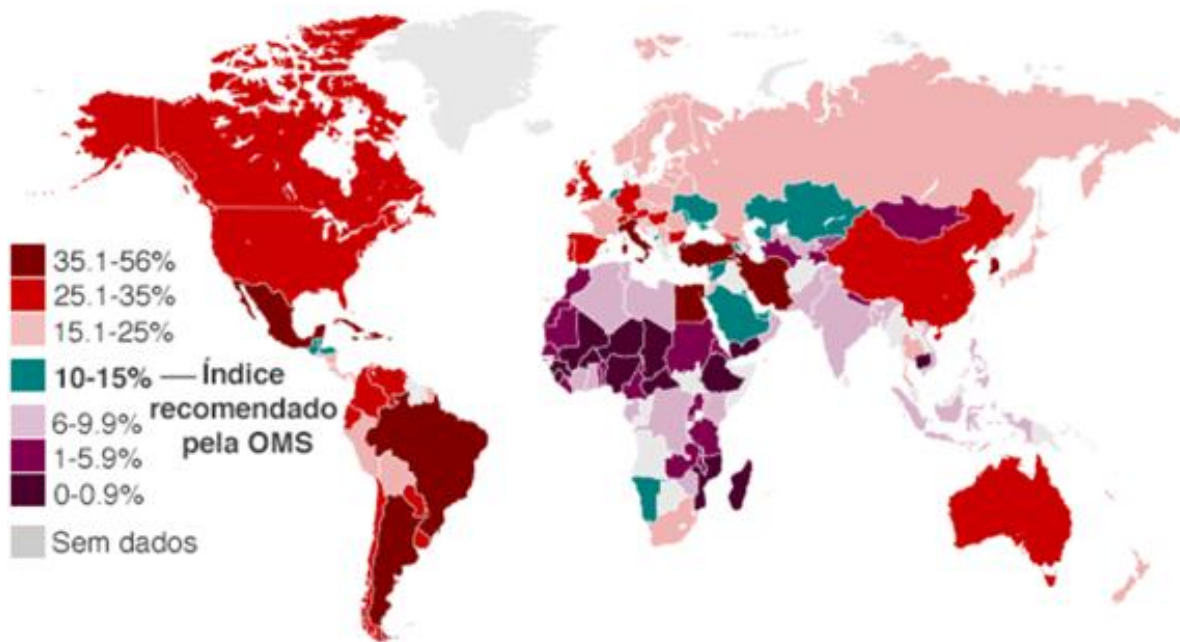 35.1-56%
25.1-35%
15.1-25%
10-15% — Índice
recomendado
pela OMS
6-9.9%
1-5.9%
0-0.9%
Sem dados